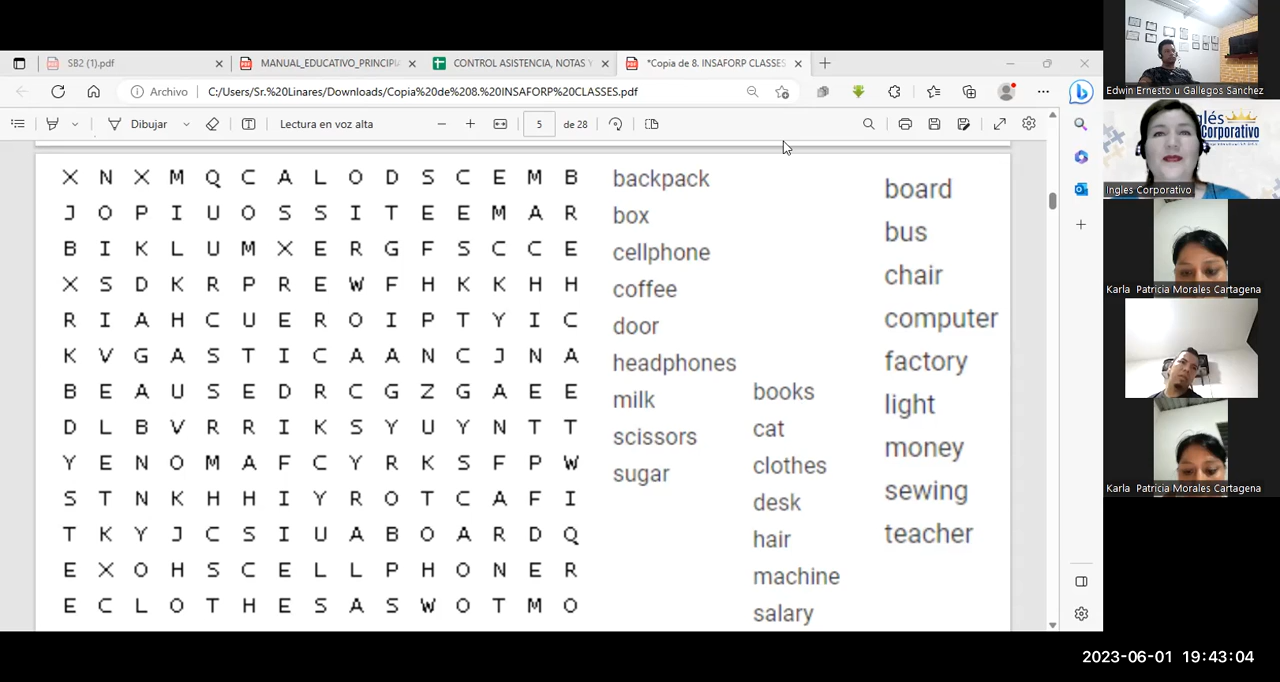 SB2 (1).pdf
MANUAL_EDUCATIVO_PRINCIPI
CONTROL ASISTENCIA, NOTAS Y
*Copia de 8. INSAFORP CLASSES
Archivo
C:/Users/Sr.%20Linares/Downloads/Copia%20de%208.%20INSAFORP%20CLASSES.pdf
Dibujar
Lectura en voz alta
5 de 28
X N X M Q C A L O D S C E M B
J O P I U O S S I T E E M A R
B I K L U M X E R G F S C C E
X S D K R P R E W F H K K H H
R I A H C U E R O I P T Y I C
K V G A S T I C A A N C J N A
B E A U S E D R C G Z G A E E
D L B V R R I K S Y U Y N T T
Y E N O M A F C Y R K S F P W
S T N K H H I Y R O T C A F I
T K Y J C S I U A B O A R D Q
E X O H S C E L L P H O N E R
E C L O T H E S A S W O T M O
backpack
box
cellphone
coffee
door
headphones
milk
scissors
sugar
books
cat
clothes
desk
hair
machine
salary
board
bus
chair
computer
factory
light
money
sewing
teacher
Edwin Ernesto u Gallegos Sanchez
glés
Corporativo
Ingles Corporativo
Karla Patricia Morales Cartagena
Karla Patricia Morales Cartagena
2023-06-01 19:43:04